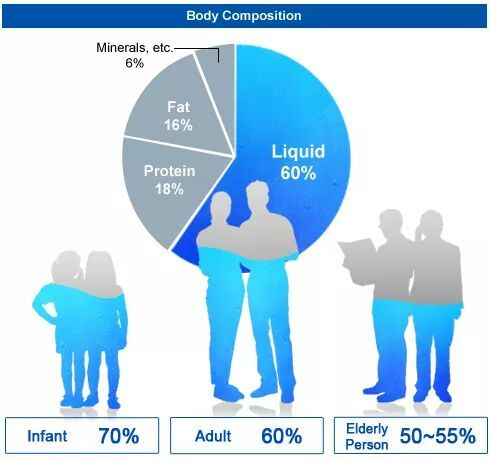 Body Composition
Minerals, etc.
6%
Fat
16%
Protein
18%
Liquid
60%
Infant 70%
Adult 60%
Elderly
Person 50~55%